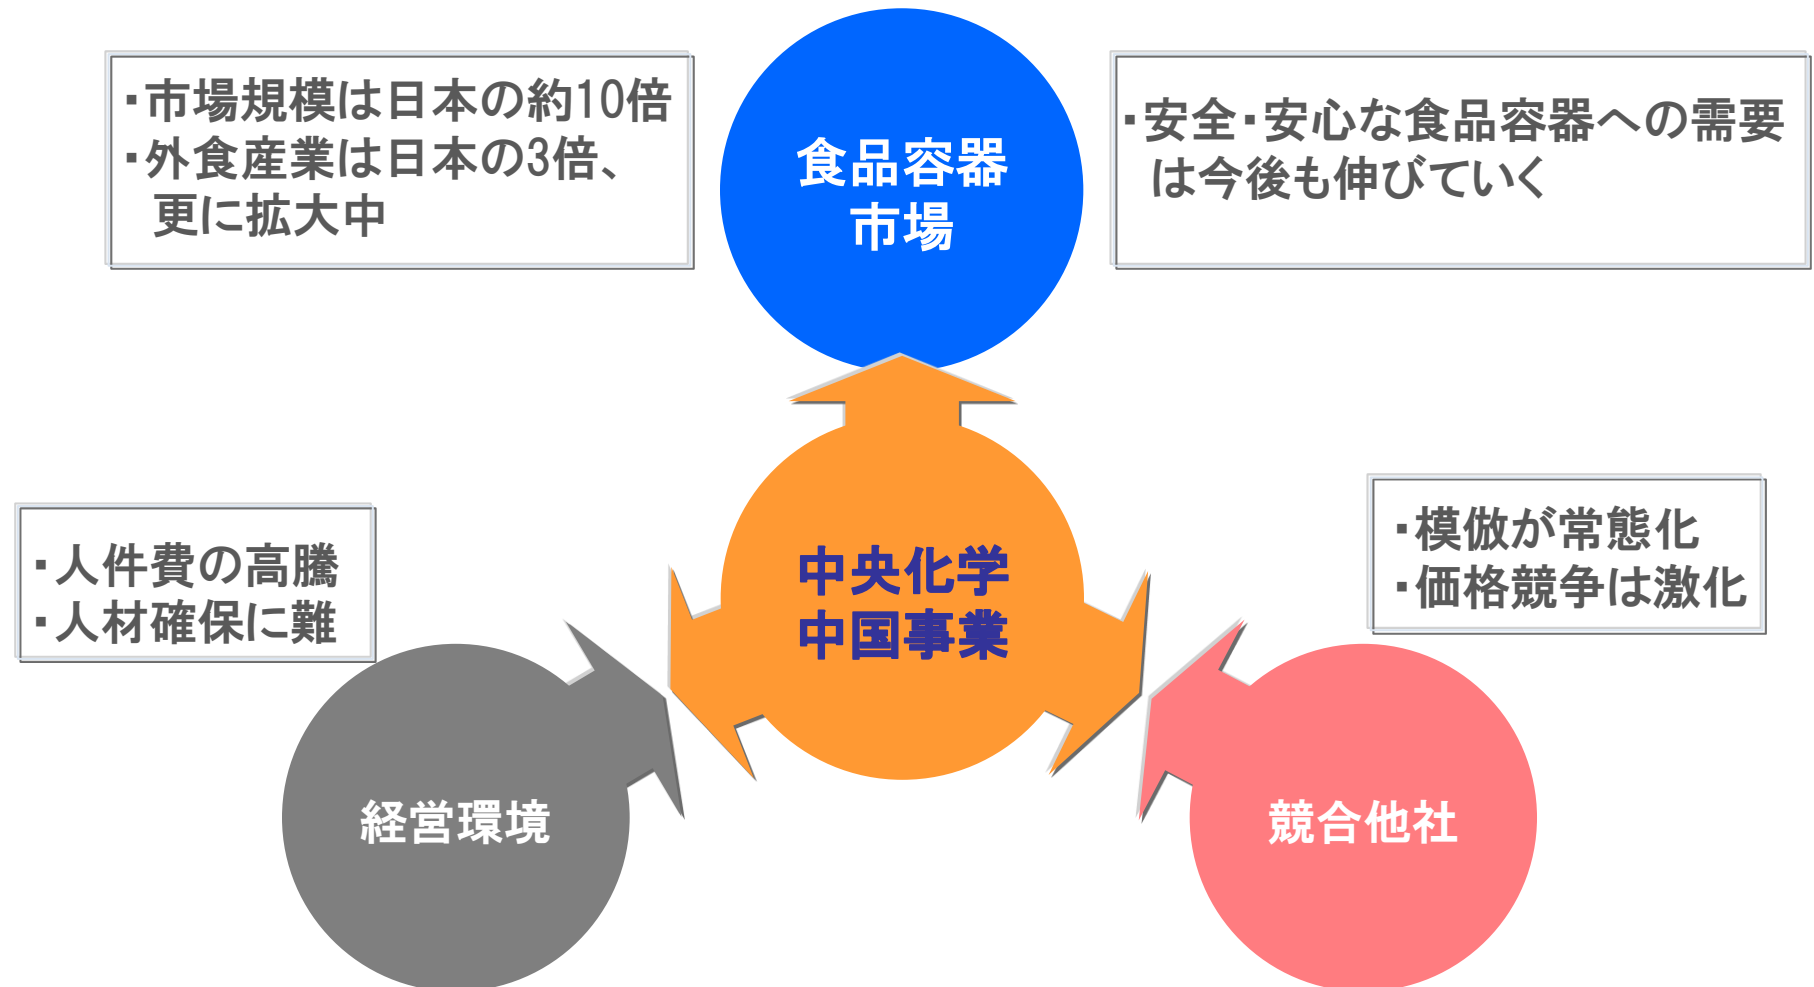 ・市場規模は日本の約10倍
・外食産業は日本の3倍、
更に拡大中
食品容器
市場
・安全・安心な食品容器への需要
は今後も伸びていく
・人件費の高騰
・人材確保に難
中央化学
中国事業
・模倣が常態化
・価格競争は激化
経営環境
競合他社